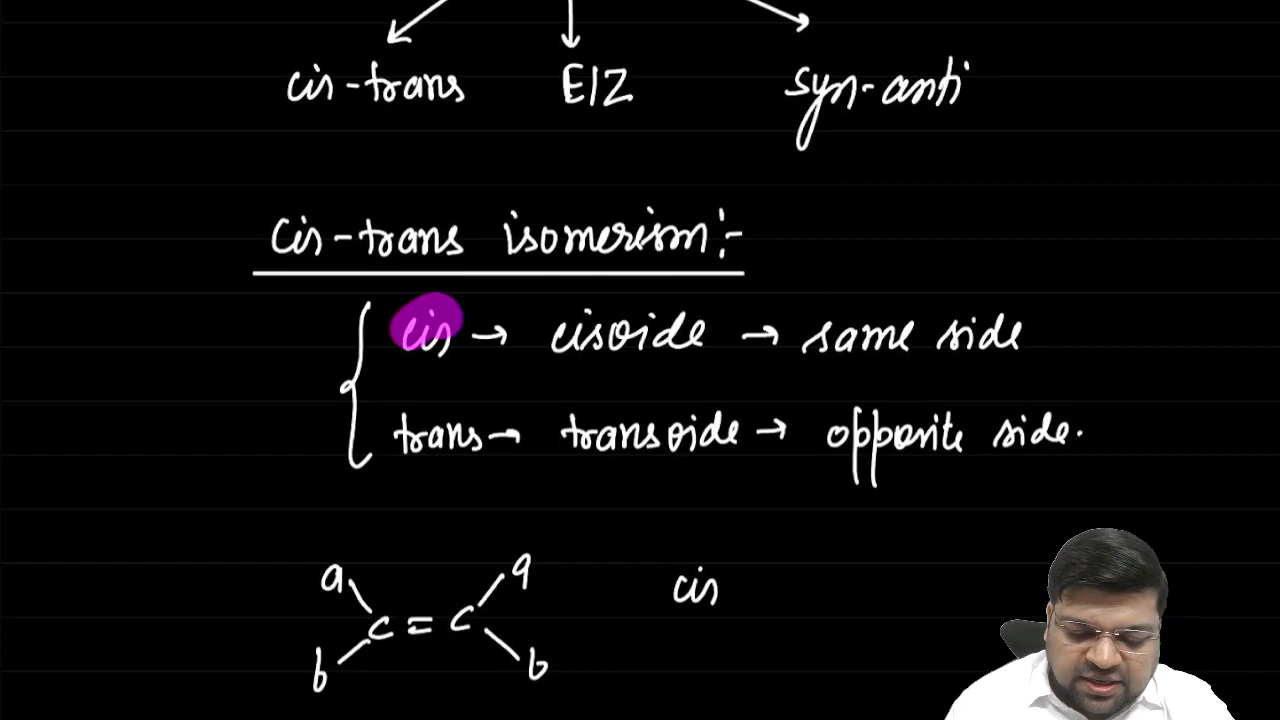 cis-trans E/Z syn-anti
cis-trans isomerism:-
cis → cisoide → same side
trans → transoide → opposite side.
a a cis
c = c
b b